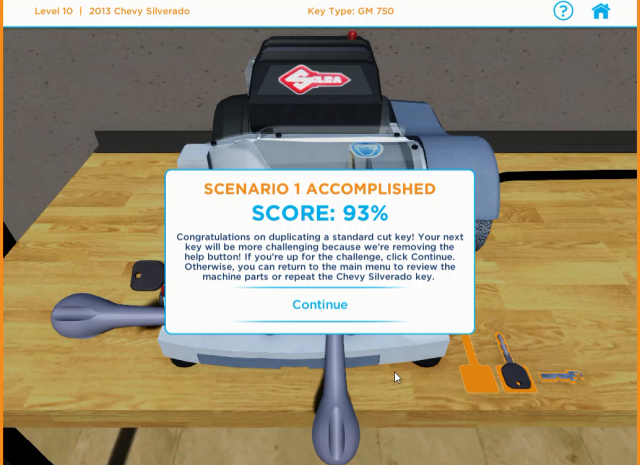 Level 10 | 2013 Chevy Silverado
Key Type: GM 750
?
SILCA
SCENARIO 1 ACCOMPLISHED
SCORE: 93%
Congratulations on duplicating a standard cut key! Your next
key will be more challenging because we're removing the
help button! If you're up for the challenge, click Continue.
Otherwise, you can return to the main menu to review the
machine parts or repeat the Chevy Silverado key.
Continue